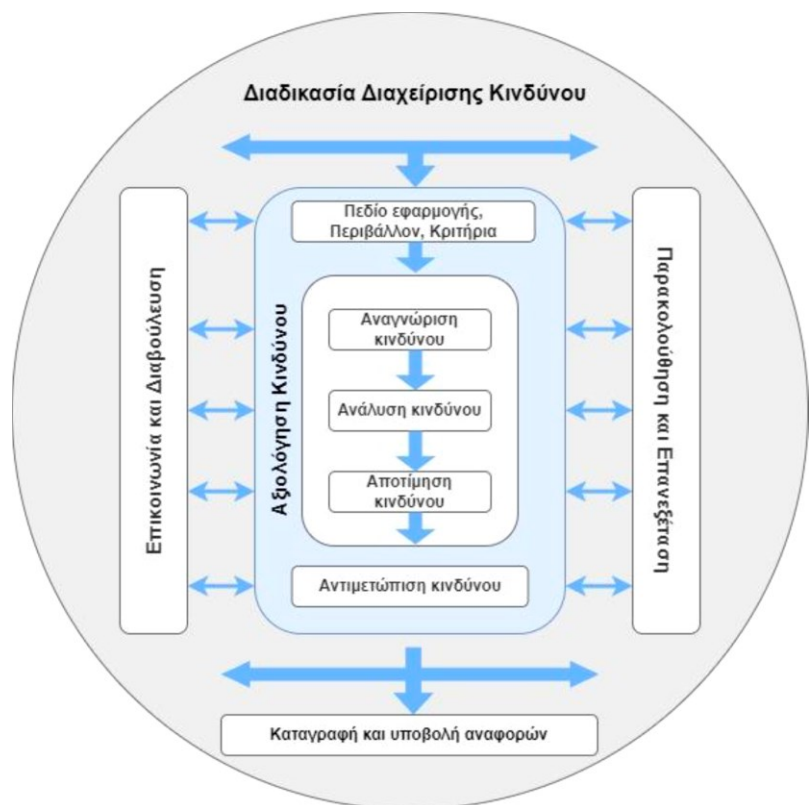 Διαδικασία Διαχείρισης Κινδύνου
Επικοινωνία και Διαβούλευση
Αξιολόγηση Κινδύνου
Πεδίο εφαρμογής,
Περιβάλλον, Κριτήρια
Αναγνώριση
κινδύνου
Ανάλυση κινδύνου
Αποτίμηση
κινδύνου
Αντιμετώπιση κινδύνου
Παρακολούθηση και Επανεξέταση
Καταγραφή και υποβολή αναφορών